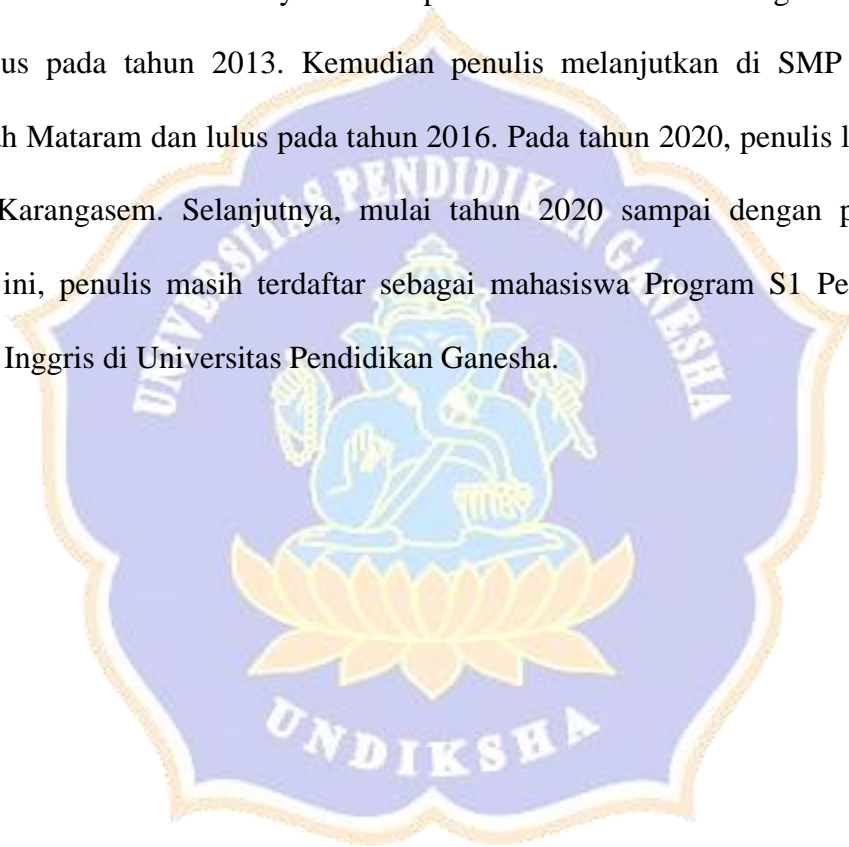 us pada tahun 2013. Kemudian penulis melanjutkan di SMP
ah Mataram dan lulus pada tahun 2016. Pada tahun 2020, penulis l
Karangasem. Selanjutnya, mulai tahun 2020 sampai dengan p
ini, penulis masih terdaftar sebagai mahasiswa Program S1 Pe
Inggris di Universitas Pendidikan Ganesha.
UNIVERSITAS PENDIDIKAN GANESHA
UNDIKSHA